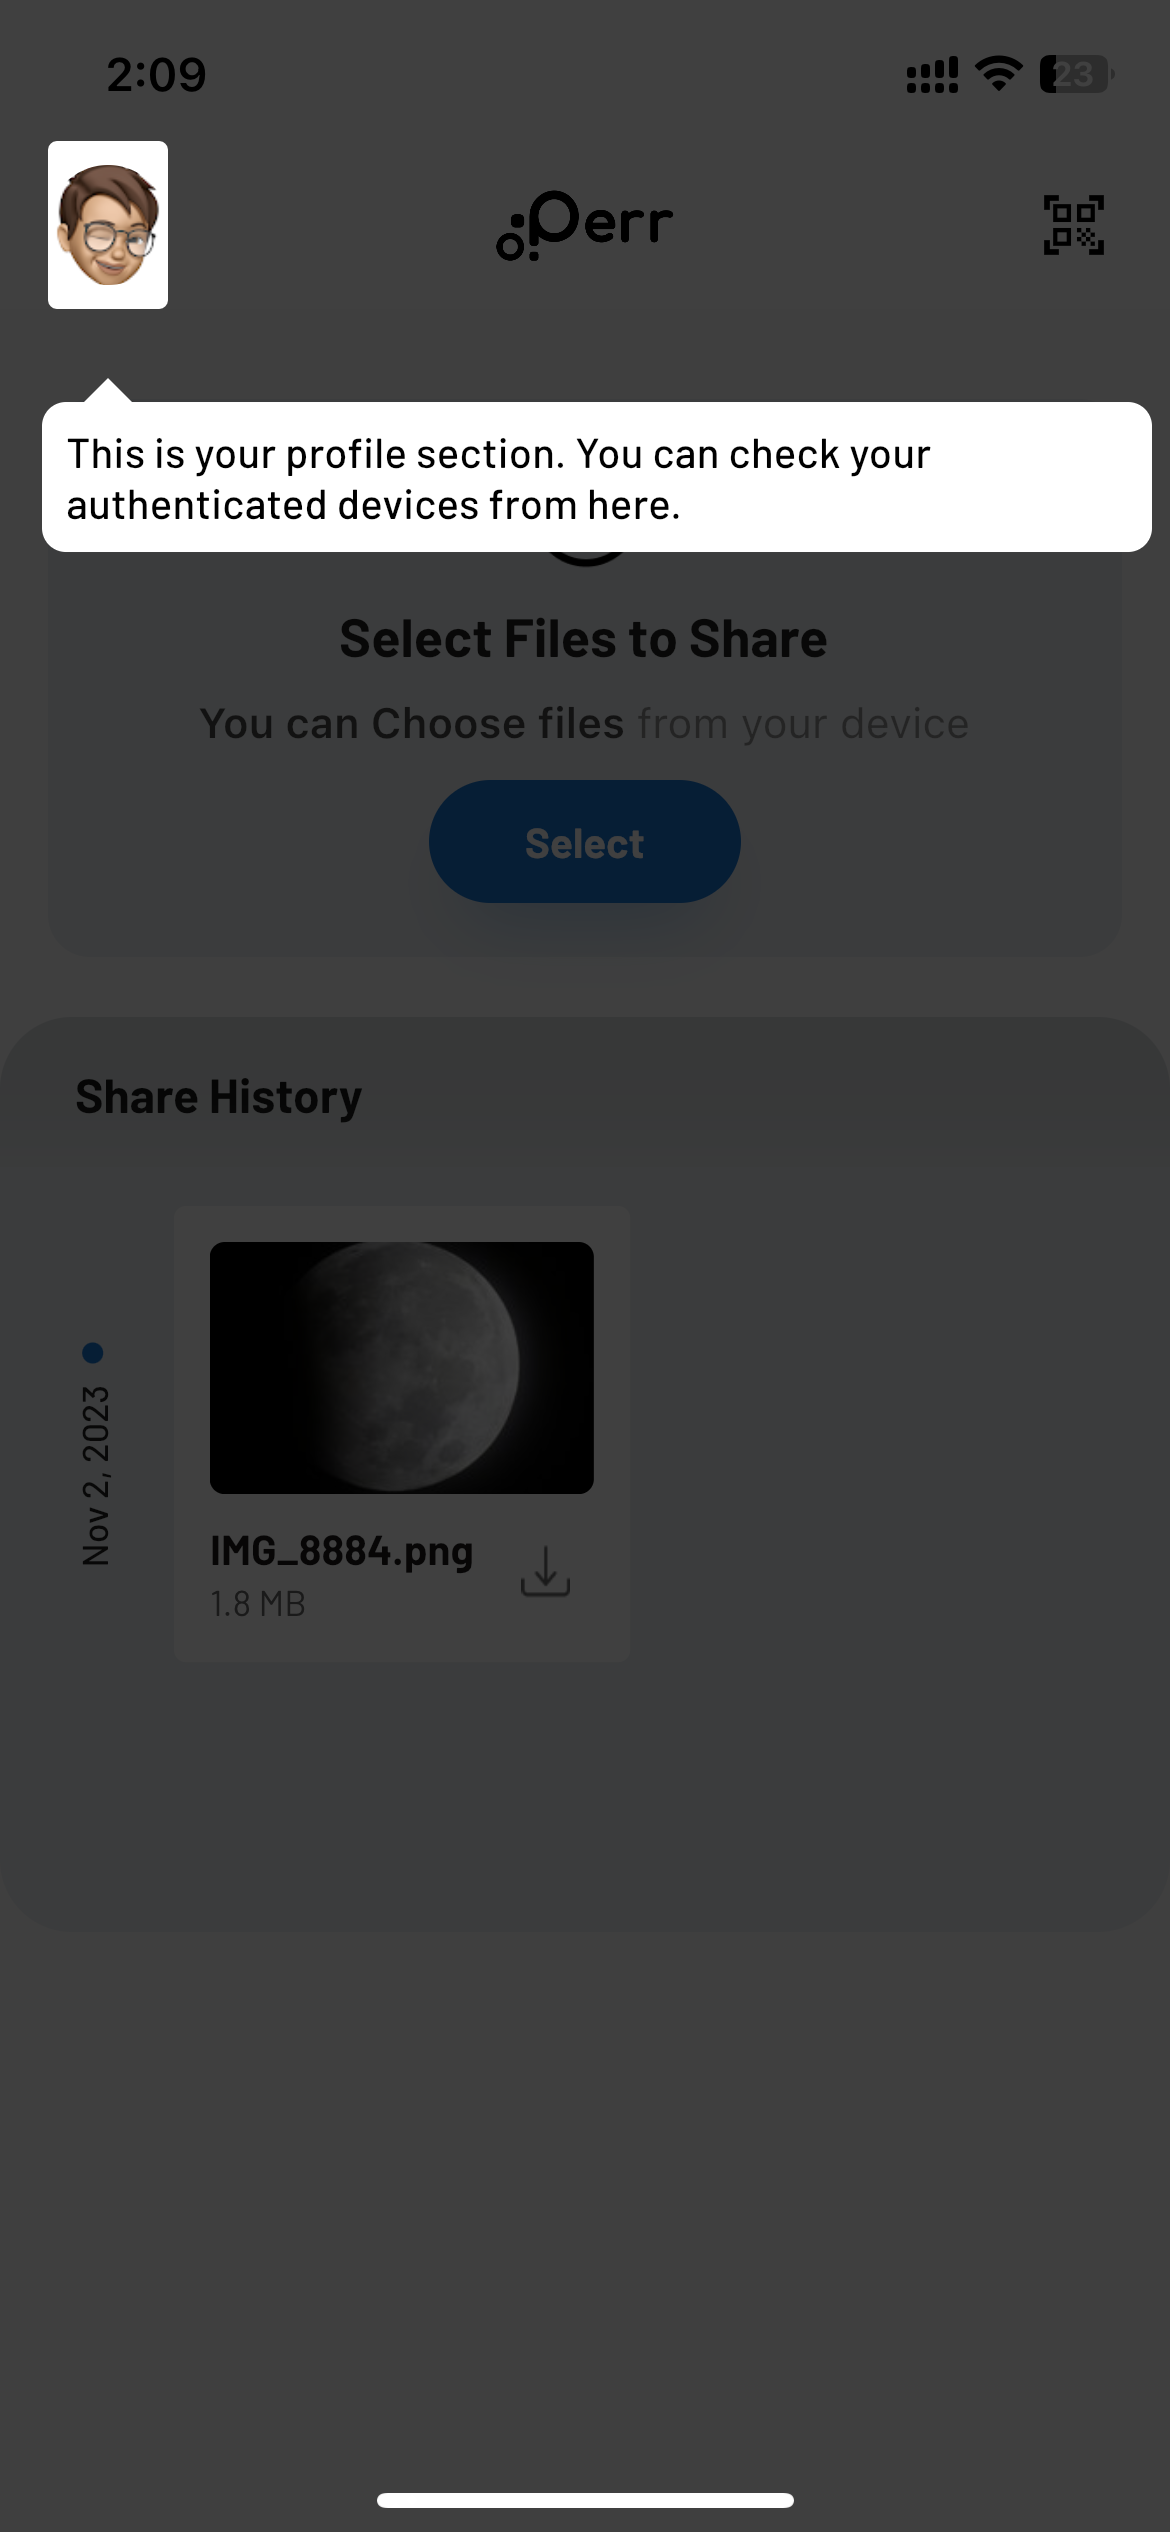 2:09
23
Perr
This is your profile section. You can check your
authenticated devices from here.
Select Files to Share
You can Choose files from your device
Select
Share History
Nov 2, 2023
IMG_8884.png
1.8 MB